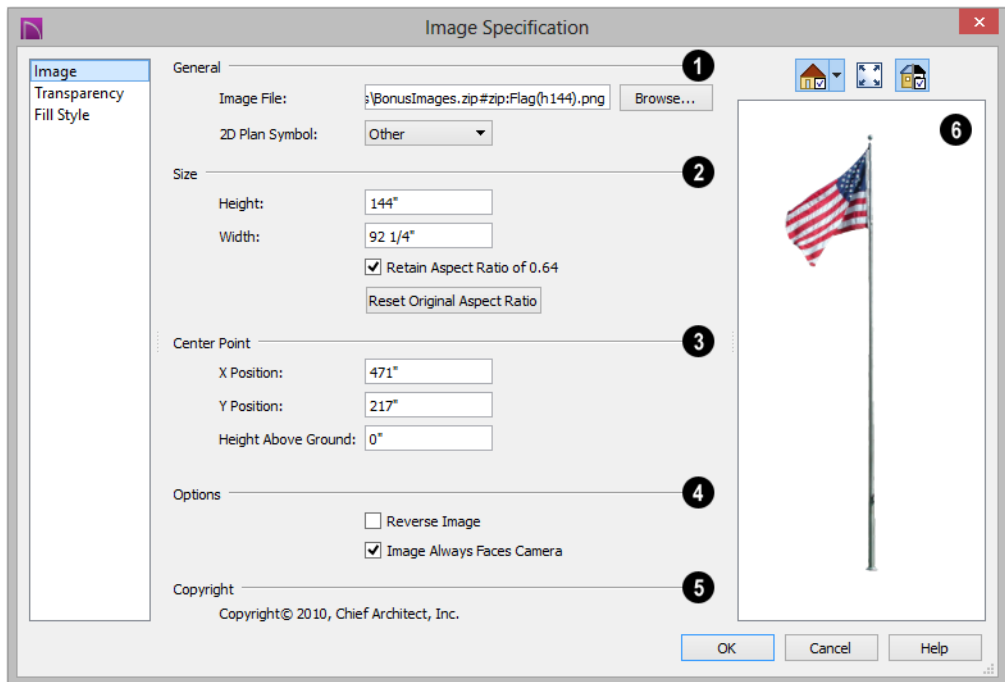 Image Specification
Image
Transparency
Fill Style
General
1
Image File:
s\BonusImages.zip#zip:Flag(h144).png
Browse...
2D Plan Symbol:
Other
Size
2
Height:
144"
Width:
92 1/4"
Retain Aspect Ratio of 0.64
Reset Original Aspect Ratio
Center Point
3
X Position:
471"
Y Position:
217"
Height Above Ground:
0"
Options
4
Reverse Image
Image Always Faces Camera
Copyright
5
Copyright© 2010, Chief Architect, Inc.
6
OK
Cancel
Help